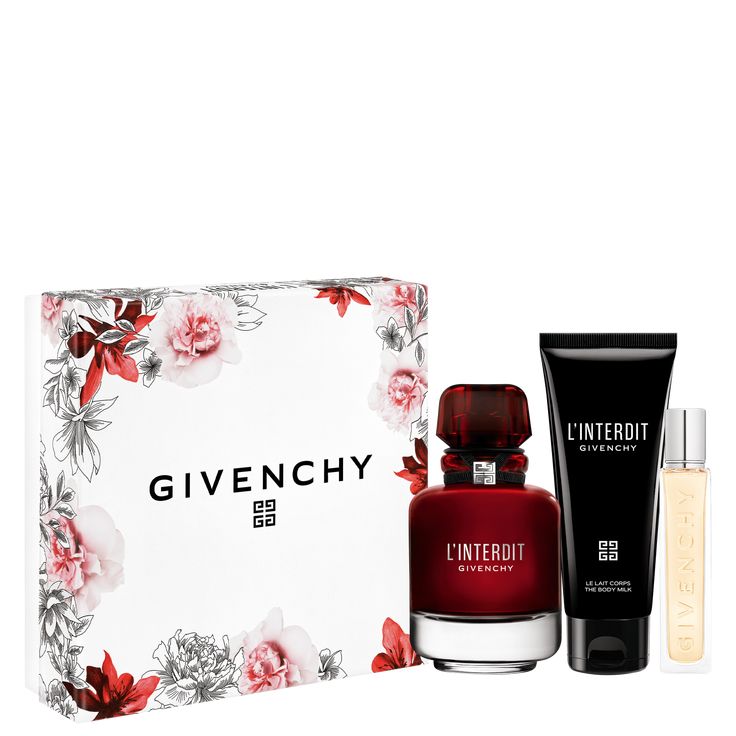 GIVENCHY
L'INTERDIT
GIVENCHY
L'INTERDIT
GIVENCHY
LE LAIT CORPS
THE BODY MILK
GIVENCHY